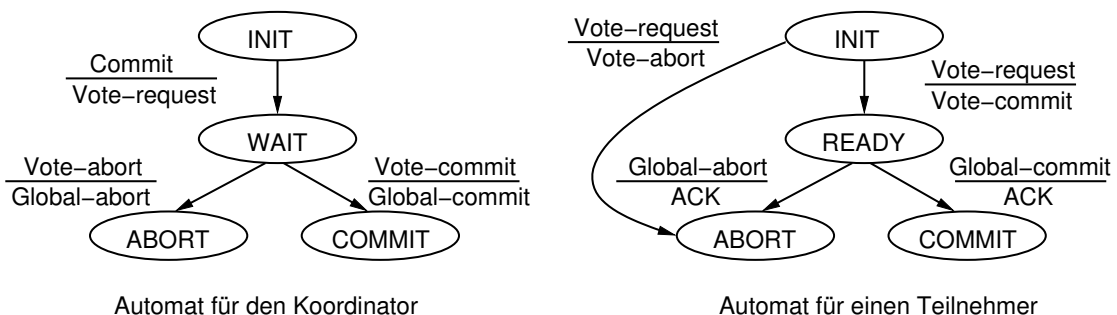 INIT
Commit
Vote−request
WAIT
Vote−abort
Global−abort
Vote−commit
Global−commit
ABORT
COMMIT
Automat für den Koordinator
Vote−request
Vote−abort
INIT
Vote−request
Vote−commit
READY
Global−abort
ACK
Global−commit
ACK
ABORT
COMMIT
Automat für einen Teilnehmer